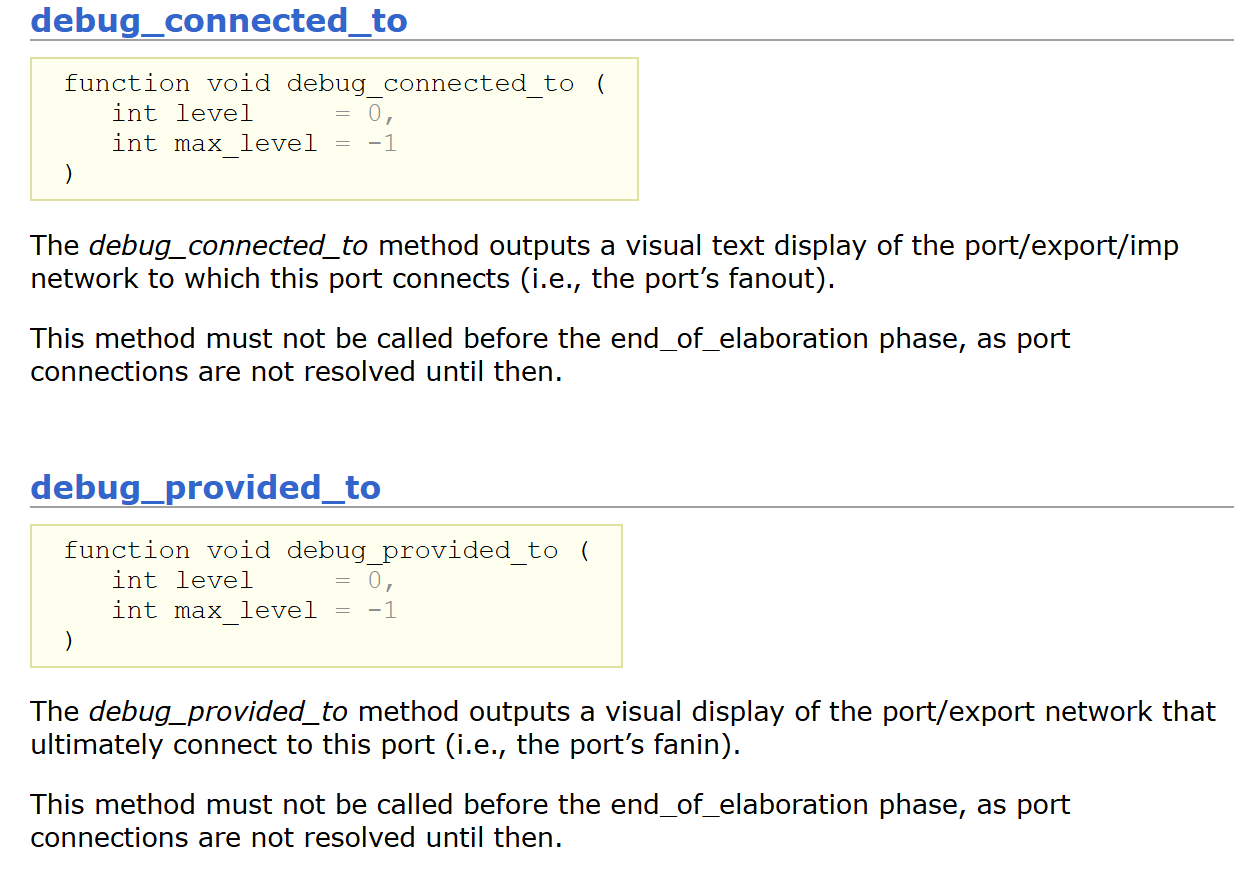 debug_connected_to
function void debug_connected_to (
   int level     = 0,
   int max_level = -1
)
The debug_connected_to method outputs a visual text display of the port/export/imp
network to which this port connects (i.e., the port’s fanout).
This method must not be called before the end_of_elaboration phase, as port
connections are not resolved until then.
debug_provided_to
function void debug_provided_to (
   int level     = 0,
   int max_level = -1
)
The debug_provided_to method outputs a visual display of the port/export network that
ultimately connect to this port (i.e., the port’s fanin).
This method must not be called before the end_of_elaboration phase, as port
connections are not resolved until then.